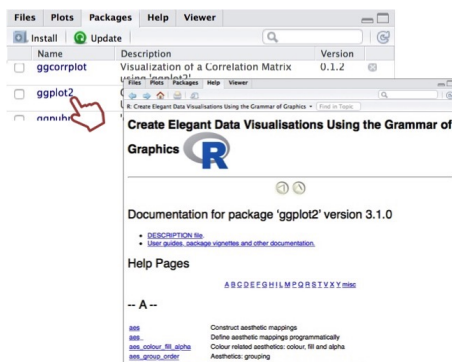 Files Plots Packages Help Viewer
Install Update
Name Description Version
ggcorrplot Visualization of a Correlation Matrix 0.1.2
using 'ggplot2'
ggplot2
Files Plots Packages Help Viewer
R: Create Elegant Data Visualisations Using the Grammar of Graphics Find in Topic
Create Elegant Data Visualisations Using the Grammar of
Graphics R
Documentation for package 'ggplot2' version 3.1.0
DESCRIPTION file.
User guides, package vignettes and other documentation.
Help Pages
A B C D E F G H I L M P Q R S T V X Y misc
-- A --
aes Construct aesthetic mappings
aes_ Define aesthetic mappings programmatically
aes_colour_fill_alpha Colour related aesthetics: colour, fill and alpha
aes_group_order Aesthetics: grouping